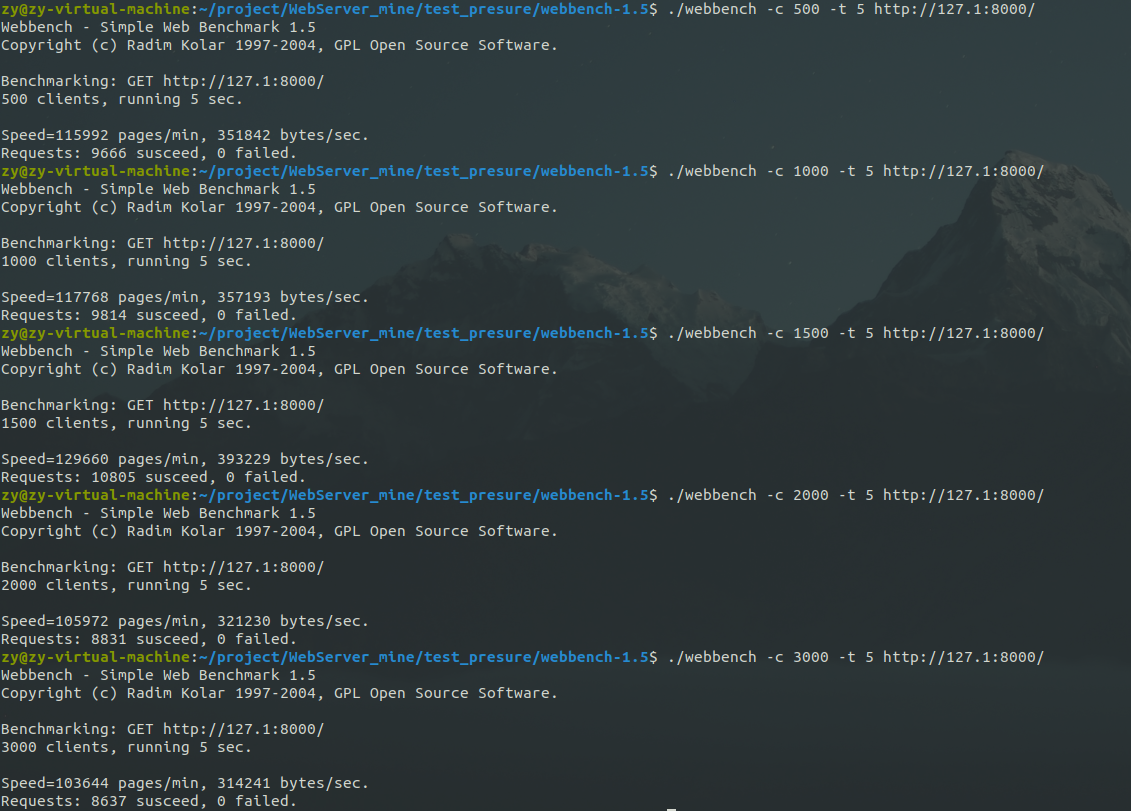 zy@zy-virtual-machine:~/project/WebServer_mine/test_presure/webbench-1.5$ ./webbench -c 500 -t 5 http://127.1:8000/
Webbench - Simple Web Benchmark 1.5
Copyright (c) Radim Kolar 1997-2004, GPL Open Source Software.

Benchmarking: GET http://127.1:8000/
500 clients, running 5 sec.

Speed=115992 pages/min, 351842 bytes/sec.
Requests: 9666 susceed, 0 failed.
zy@zy-virtual-machine:~/project/WebServer_mine/test_presure/webbench-1.5$ ./webbench -c 1000 -t 5 http://127.1:8000/
Webbench - Simple Web Benchmark 1.5
Copyright (c) Radim Kolar 1997-2004, GPL Open Source Software.

Benchmarking: GET http://127.1:8000/
1000 clients, running 5 sec.

Speed=117768 pages/min, 357193 bytes/sec.
Requests: 9814 susceed, 0 failed.
zy@zy-virtual-machine:~/project/WebServer_mine/test_presure/webbench-1.5$ ./webbench -c 1500 -t 5 http://127.1:8000/
Webbench - Simple Web Benchmark 1.5
Copyright (c) Radim Kolar 1997-2004, GPL Open Source Software.

Benchmarking: GET http://127.1:8000/
1500 clients, running 5 sec.

Speed=129660 pages/min, 393229 bytes/sec.
Requests: 10805 susceed, 0 failed.
zy@zy-virtual-machine:~/project/WebServer_mine/test_presure/webbench-1.5$ ./webbench -c 2000 -t 5 http://127.1:8000/
Webbench - Simple Web Benchmark 1.5
Copyright (c) Radim Kolar 1997-2004, GPL Open Source Software.

Benchmarking: GET http://127.1:8000/
2000 clients, running 5 sec.

Speed=105972 pages/min, 321230 bytes/sec.
Requests: 8831 susceed, 0 failed.
zy@zy-virtual-machine:~/project/WebServer_mine/test_presure/webbench-1.5$ ./webbench -c 3000 -t 5 http://127.1:8000/
Webbench - Simple Web Benchmark 1.5
Copyright (c) Radim Kolar 1997-2004, GPL Open Source Software.

Benchmarking: GET http://127.1:8000/
3000 clients, running 5 sec.

Speed=103644 pages/min, 314241 bytes/sec.
Requests: 8637 susceed, 0 failed.